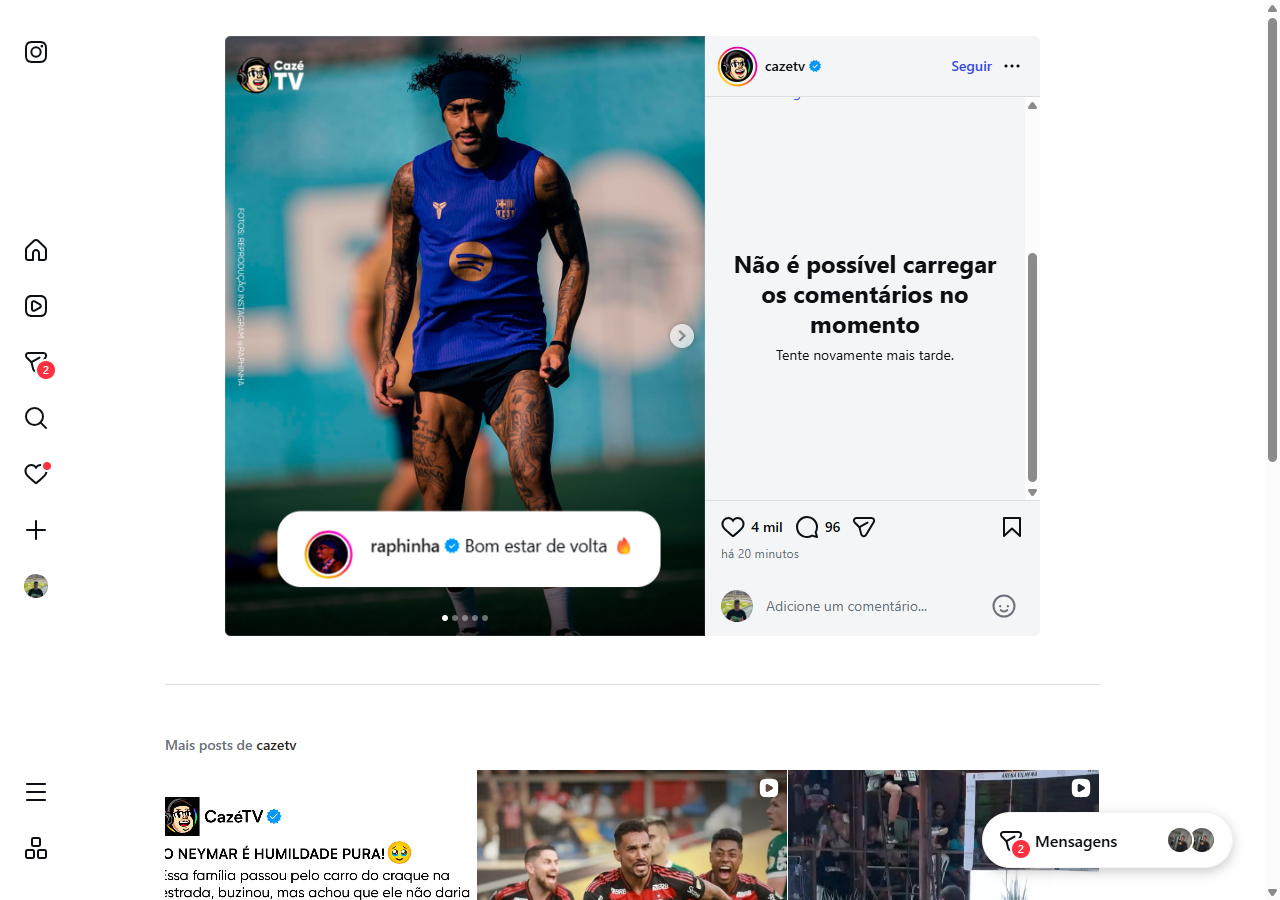 Cazé
TV
FOTOS: REPRODUÇÃO INSTAGRAM @RAPHINHA
raphinha Bom estar de volta 🔥
cazetv
Seguir
Não é possível carregar
os comentários no
momento
Tente novamente mais tarde.
4 mil
96
há 20 minutos
Adicione um comentário...
2
Mais posts de cazetv
CazéTV
O NEYMAR É HUMILDADE PURA! 🥹
Essa família passou pelo carro do craque na
estrada, buzinou, mas achou que ele não daria
ARENA VILHENA
2
Mensagens